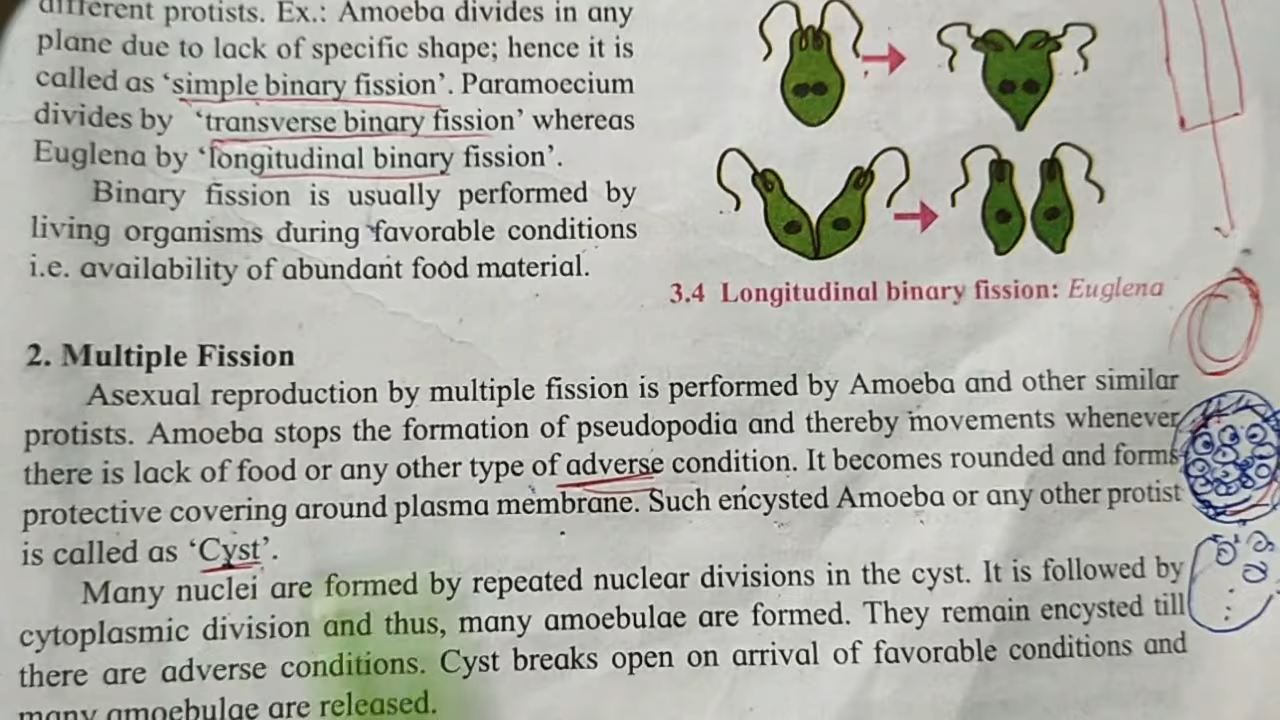 different protists. Ex.: Amoeba divides in any
plane due to lack of specific shape; hence it is
called as ‘simple binary fission’. Paramoecium
divides by ‘transverse binary fission’ whereas
Euglena by ‘longitudinal binary fission’.
Binary fission is usually performed by
living organisms during favorable conditions
i.e. availability of abundant food material.
3.4 Longitudinal binary fission: Euglena
2. Multiple Fission
Asexual reproduction by multiple fission is performed by Amoeba and other similar
protists. Amoeba stops the formation of pseudopodia and thereby movements whenever
there is lack of food or any other type of adverse condition. It becomes rounded and forms
protective covering around plasma membrane. Such encysted Amoeba or any other protist
is called as ‘Cyst’.
Many nuclei are formed by repeated nuclear divisions in the cyst. It is followed by
cytoplasmic division and thus, many amoebulae are formed. They remain encysted till
there are adverse conditions. Cyst breaks open on arrival of favorable conditions and
many amoebulae are released.